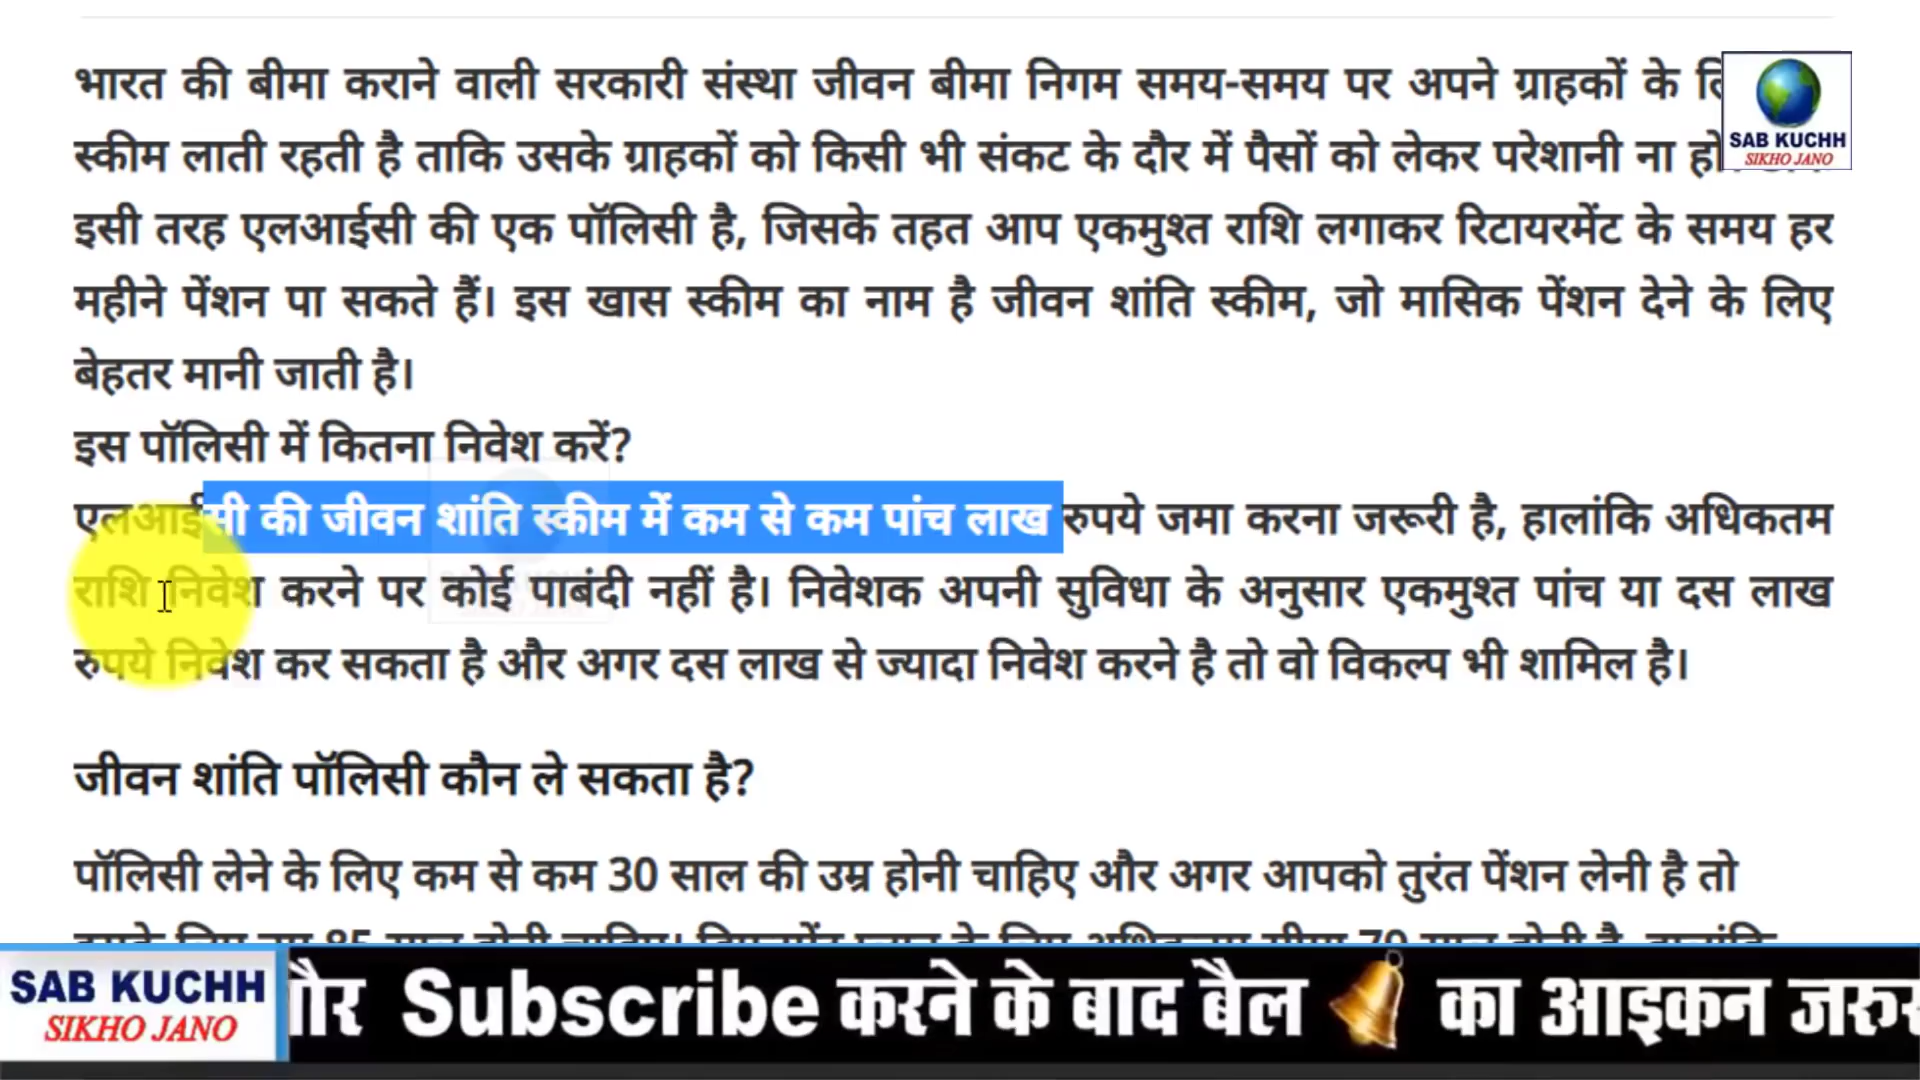 भारत की बीमा कराने वाली सरकारी संस्था जीवन बीमा निगम समय-समय पर अपने ग्राहकों के
SAB KUCHH
SIKHO JANO
स्कीम लाती रहती है ताकि उसके ग्राहकों को किसी भी संकट के दौर में पैसों को लेकर परेशानी ना
इसी तरह एलआईसी की एक पॉलिसी है, जिसके तहत आप एकमुश्त राशि लगाकर रिटायरमेंट के समय हर
महीने पेंशन पा सकते हैं। इस खास स्कीम का नाम है जीवन शांति स्कीम, जो मासिक पेंशन देने के लिए
बेहतर मानी जाती है।
इस पॉलिसी में कितना निवेश करें?
एलआईसी की जीवन शांति स्कीम में कम से कम पांच लाख रुपये जमा करना जरूरी है, हालांकि अधिकतम
राशि निवेश करने पर कोई पाबंदी नहीं है। निवेशक अपनी सुविधा के अनुसार एकमुश्त पांच या दस लाख
रुपये निवेश कर सकता है और अगर दस लाख से ज्यादा निवेश करने है तो वो विकल्प भी शामिल है।
जीवन शांति पॉलिसी कौन ले सकता है?
पॉलिसी लेने के लिए कम से कम 30 साल की उम्र होनी चाहिए और अगर आपको तुरंत पेंशन लेनी है तो
SAB KUCHH
SIKHO JANO
Subscribe करने के बाद बैल का आइकन